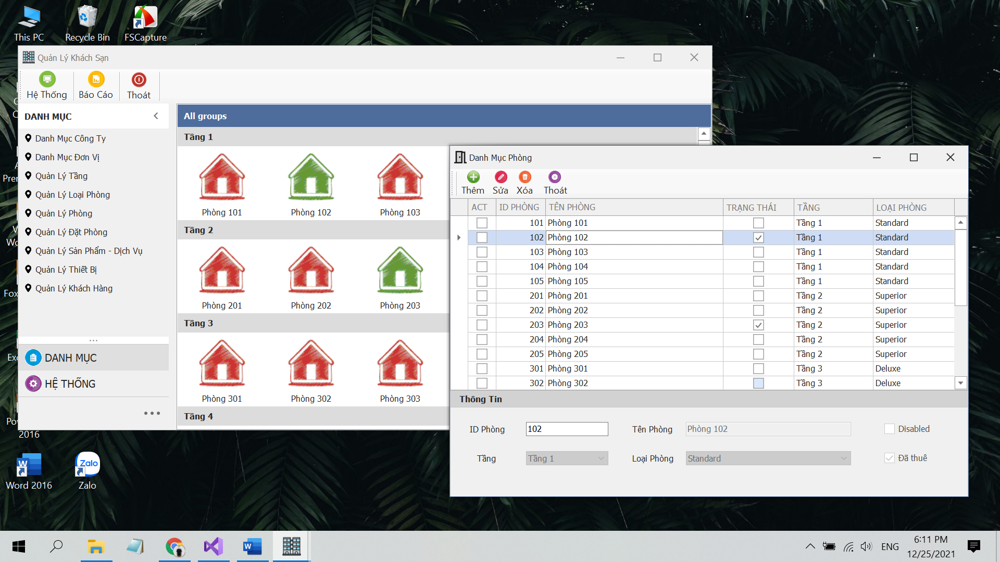 This PC
Recycle Bin
FSCapture
Quản Lý Khách Sạn
Hệ Thống
Báo Cáo
Thoát
DANH MỤC
Danh Mục Công Ty
Danh Mục Đơn Vị
Quản Lý Tầng
Quản Lý Loại Phòng
Quản Lý Phòng
Quản Lý Đặt Phòng
Quản Lý Sản Phẩm - Dịch Vụ
Quản Lý Thiết Bị
Quản Lý Khách Hàng
DANH MỤC
HỆ THỐNG
All groups
Tầng 1
Phòng 101
Phòng 102
Phòng 103
Tầng 2
Phòng 201
Phòng 202
Phòng 203
Tầng 3
Phòng 301
Phòng 302
Phòng 303
Tầng 4
Danh Mục Phòng
Thêm
Sửa
Xóa
Thoát
ACT ID PHÒNG TÊN PHÒNG TRẠNG THÁI TẦNG LOẠI PHÒNG
101 Phòng 101 Tầng 1 Standard
102 Phòng 102 Tầng 1 Standard
103 Phòng 103 Tầng 1 Standard
104 Phòng 104 Tầng 1 Standard
105 Phòng 105 Tầng 1 Standard
201 Phòng 201 Tầng 2 Superior
202 Phòng 202 Tầng 2 Superior
203 Phòng 203 Tầng 2 Superior
204 Phòng 204 Tầng 2 Superior
205 Phòng 205 Tầng 2 Superior
301 Phòng 301 Tầng 3 Deluxe
302 Phòng 302 Tầng 3 Deluxe
Thông Tin
ID Phòng 102 Tên Phòng Phòng 102 Disabled
Tầng Tầng 1 Loại Phòng Standard Đã thuê
2016
Word 2016
Zalo
Zalo
ENG
6:11 PM
12/25/2021